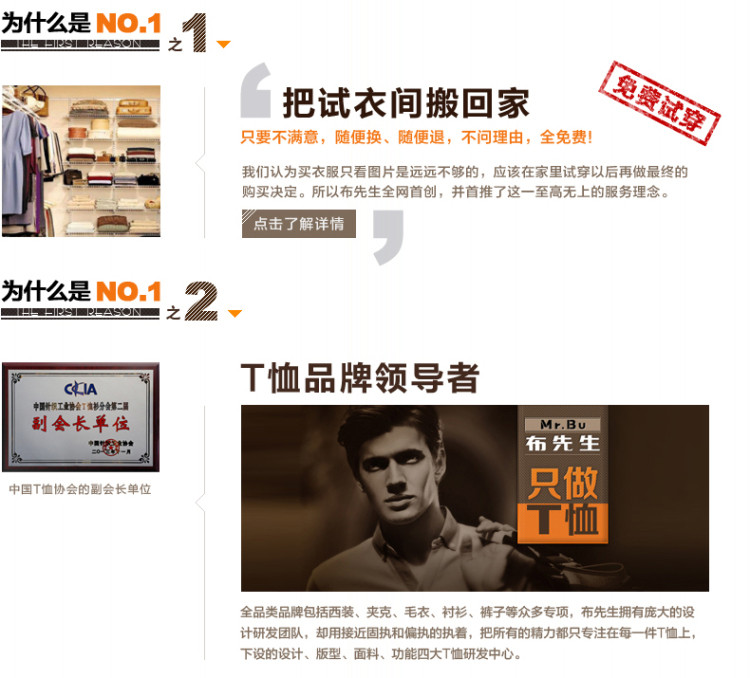 为什么是 NO.1 之 1
THE FIRST REASON
把试衣间搬回家
免费试穿
只要不满意，随便换、随便退，不问理由，全免费！
我们认为买衣服只看图片是远远不够的，应该在家里试穿以后再做最终的
购买决定。所以布先生全网首创，并首推了这一至高无上的服务理念。
点击了解详情
为什么是 NO.1 之 2
THE FIRST REASON
T恤品牌领导者
中国针织工业协会T恤衫分会第二届
副会长单位
中国针织工业协会
中国T恤协会的副会长单位
Mr.Bu
布先生
只做
T恤
全品类品牌包括西装、夹克、毛衣、衬衫、裤子等众多专项，布先生拥有庞大的设
计研发团队，却用接近固执和偏执的执着，把所有的精力都只专注在每一件T恤上，
下设的设计、版型、面料、功能四大T恤研发中心。